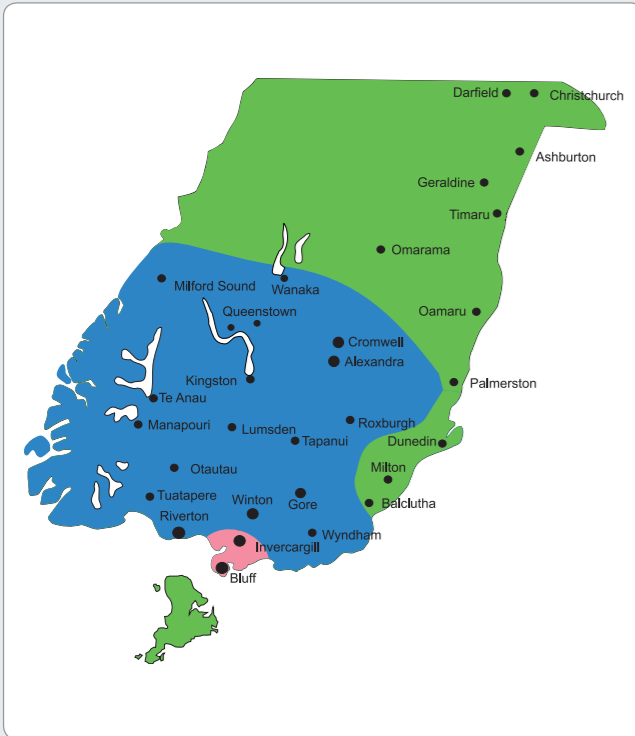 Darfield
Christchurch
Ashburton
Geraldine
Timaru
Omarama
Milford Sound
Wanaka
Queenstown
Oamaru
Cromwell
Alexandra
Kingston
Palmerston
Te Anau
Manapouri
Lumsden
Roxburgh
Tapanui
Dunedin
Otautau
Milton
Tuatapere
Winton
Gore
Balclutha
Riverton
Wyndham
Invercargill
Bluff